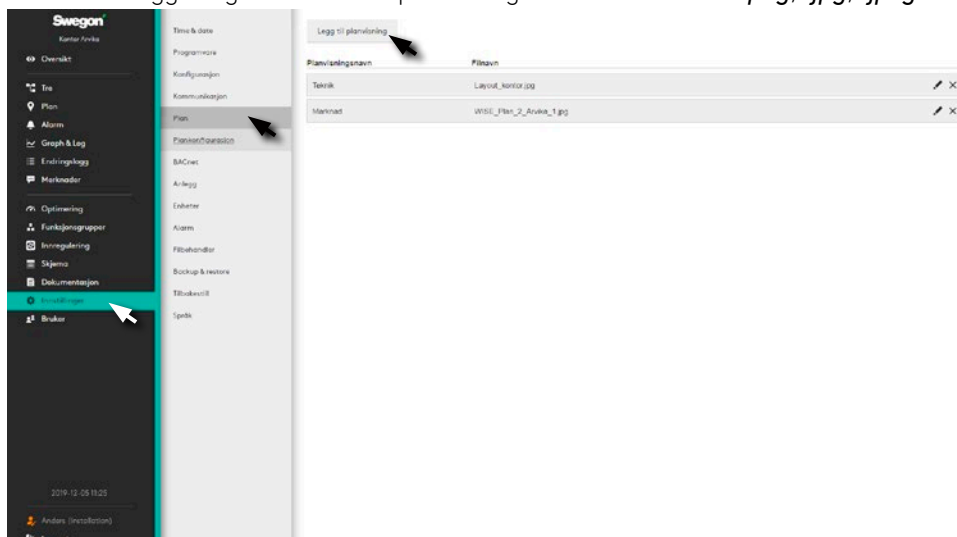 Swegon
Kontor Arvika
Oversikt
Tre
Plan
Alarm
Graph & Log
Endringslogg
Merknader
Optimering
Funksjonsgrupper
Innregulering
Skjema
Dokumentasjon
Innstillinger
Bruker
2019-12-05 11:25
Anders (Installation)
Time & date
Programvare
Konfigurasjon
Kommunikasjon
Plan
Plankonfigurasjon
BACnet
Anlegg
Enheter
Alarm
Filbehandler
Backup & restore
Tilbakestill
Språk
Legg til planvisning
Planvisningsnavn Filnavn
Teknik Layout_kontor.jpg
Marknad WISE_Plan_2_Arvika_1.jpg